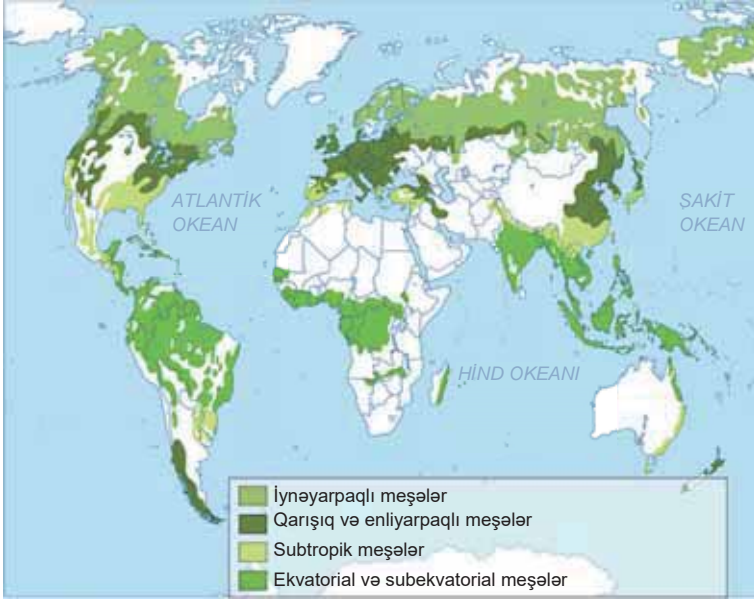 ATLANTİK
OKEAN
SAKİT
OKEAN
HİND OKEANI
İynəyarpaqlı meşələr
Qarışıq və enliyarpaqlı meşələr
Subtropik meşələr
Ekvatorial və subekvatorial meşələr